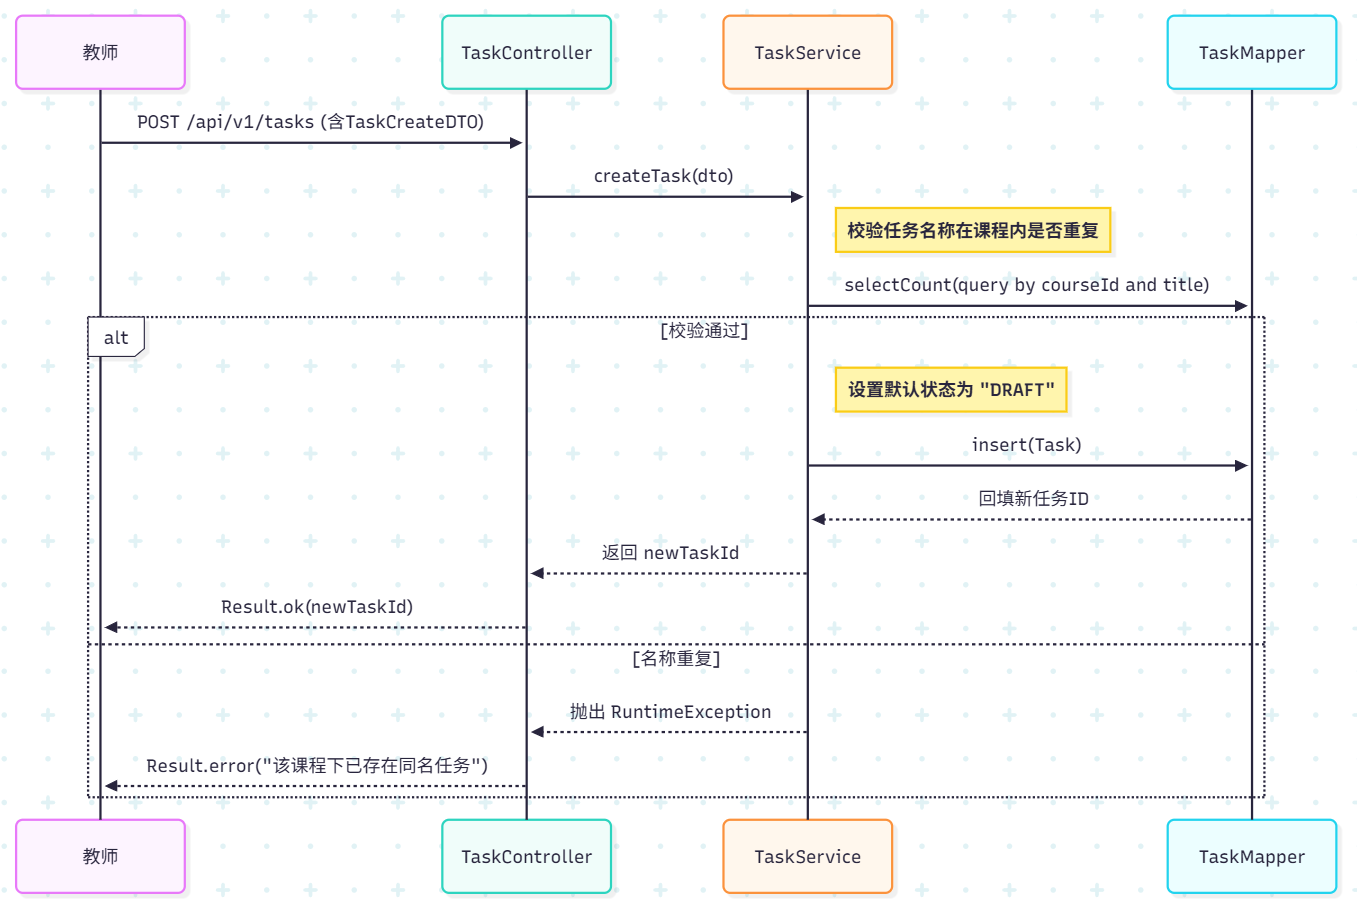 教师
TaskController
TaskService
TaskMapper
POST /api/v1/tasks (含TaskCreateDTO)
createTask(dto)
校验任务名称在课程内是否重复
selectCount(query by courseId and title)
alt
[校验通过]
设置默认状态为 "DRAFT"
insert(Task)
回填新任务ID
返回 newTaskId
Result.ok(newTaskId)
[名称重复]
抛出 RuntimeException
Result.error("该课程下已存在同名任务")
教师
TaskController
TaskService
TaskMapper